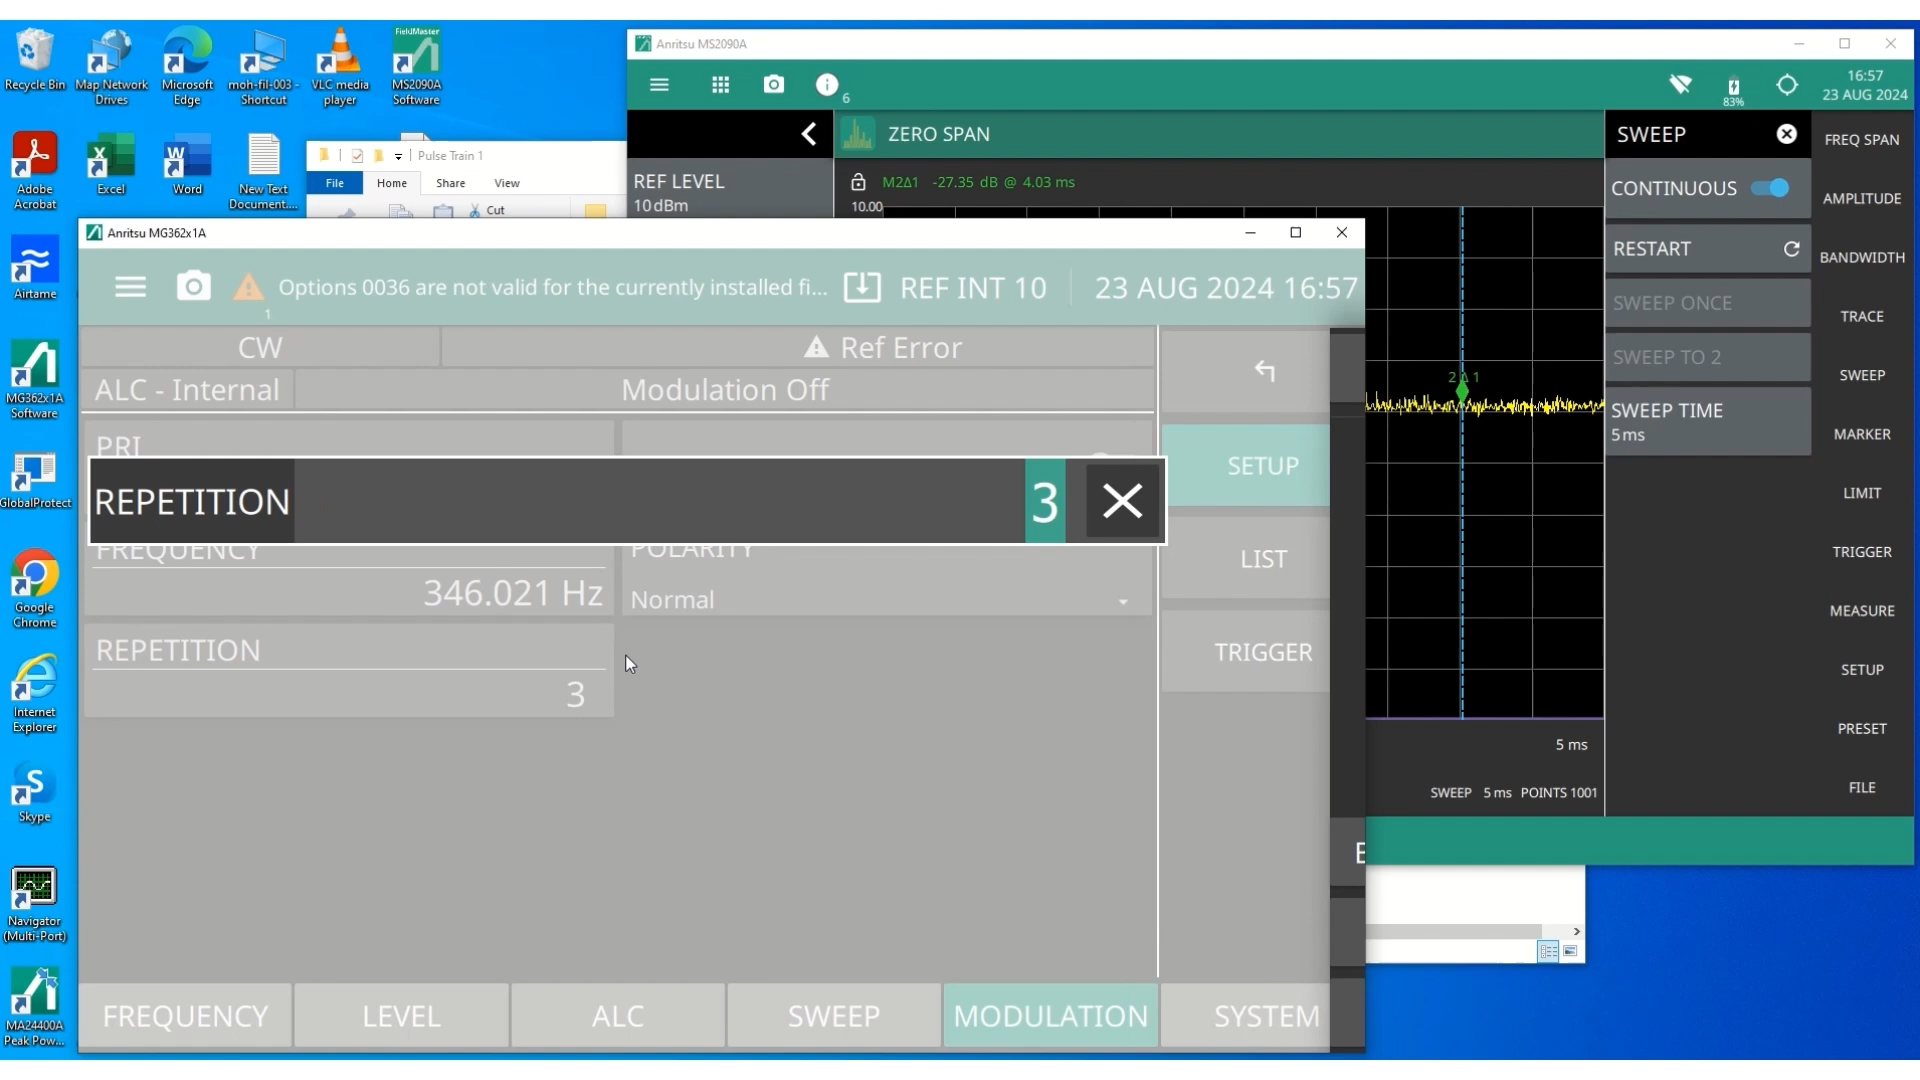 Recycle Bin
Map Network Drives
Microsoft Edge
moh-fil-003 - Shortcut
VLC media player
FieldMaster
MS2090A Software
Adobe Acrobat
Excel
Word
New Text Document....
Airtame
MG362x1A Software
GlobalProtect
Google Chrome
Internet Explorer
Skype
Navigator (Multi-Port)
MA24400A Peak Pow...
Pulse Train 1
File
Home
Share
View
Cut
Anritsu MS2090A
6
83%
16:57
23 AUG 2024
ZERO SPAN
REF LEVEL
10 dBm
M2Δ1 -27.35 dB @ 4.03 ms
10.00
2Δ1
5 ms
SWEEP 5 ms POINTS 1001
SWEEP
CONTINUOUS
RESTART
SWEEP ONCE
SWEEP TO 2
SWEEP TIME
5 ms
FREQ SPAN
AMPLITUDE
BANDWIDTH
TRACE
SWEEP
MARKER
LIMIT
TRIGGER
MEASURE
SETUP
PRESET
FILE
Anritsu MG362x1A
1
Options 0036 are not valid for the currently installed fi...
REF INT 10
23 AUG 2024 16:57
CW
Ref Error
ALC - Internal
Modulation Off
PRI
REPETITION
3
FREQUENCY
346.021 Hz
POLARITY
Normal
REPETITION
3
SETUP
LIST
TRIGGER
FREQUENCY
LEVEL
ALC
SWEEP
MODULATION
SYSTEM